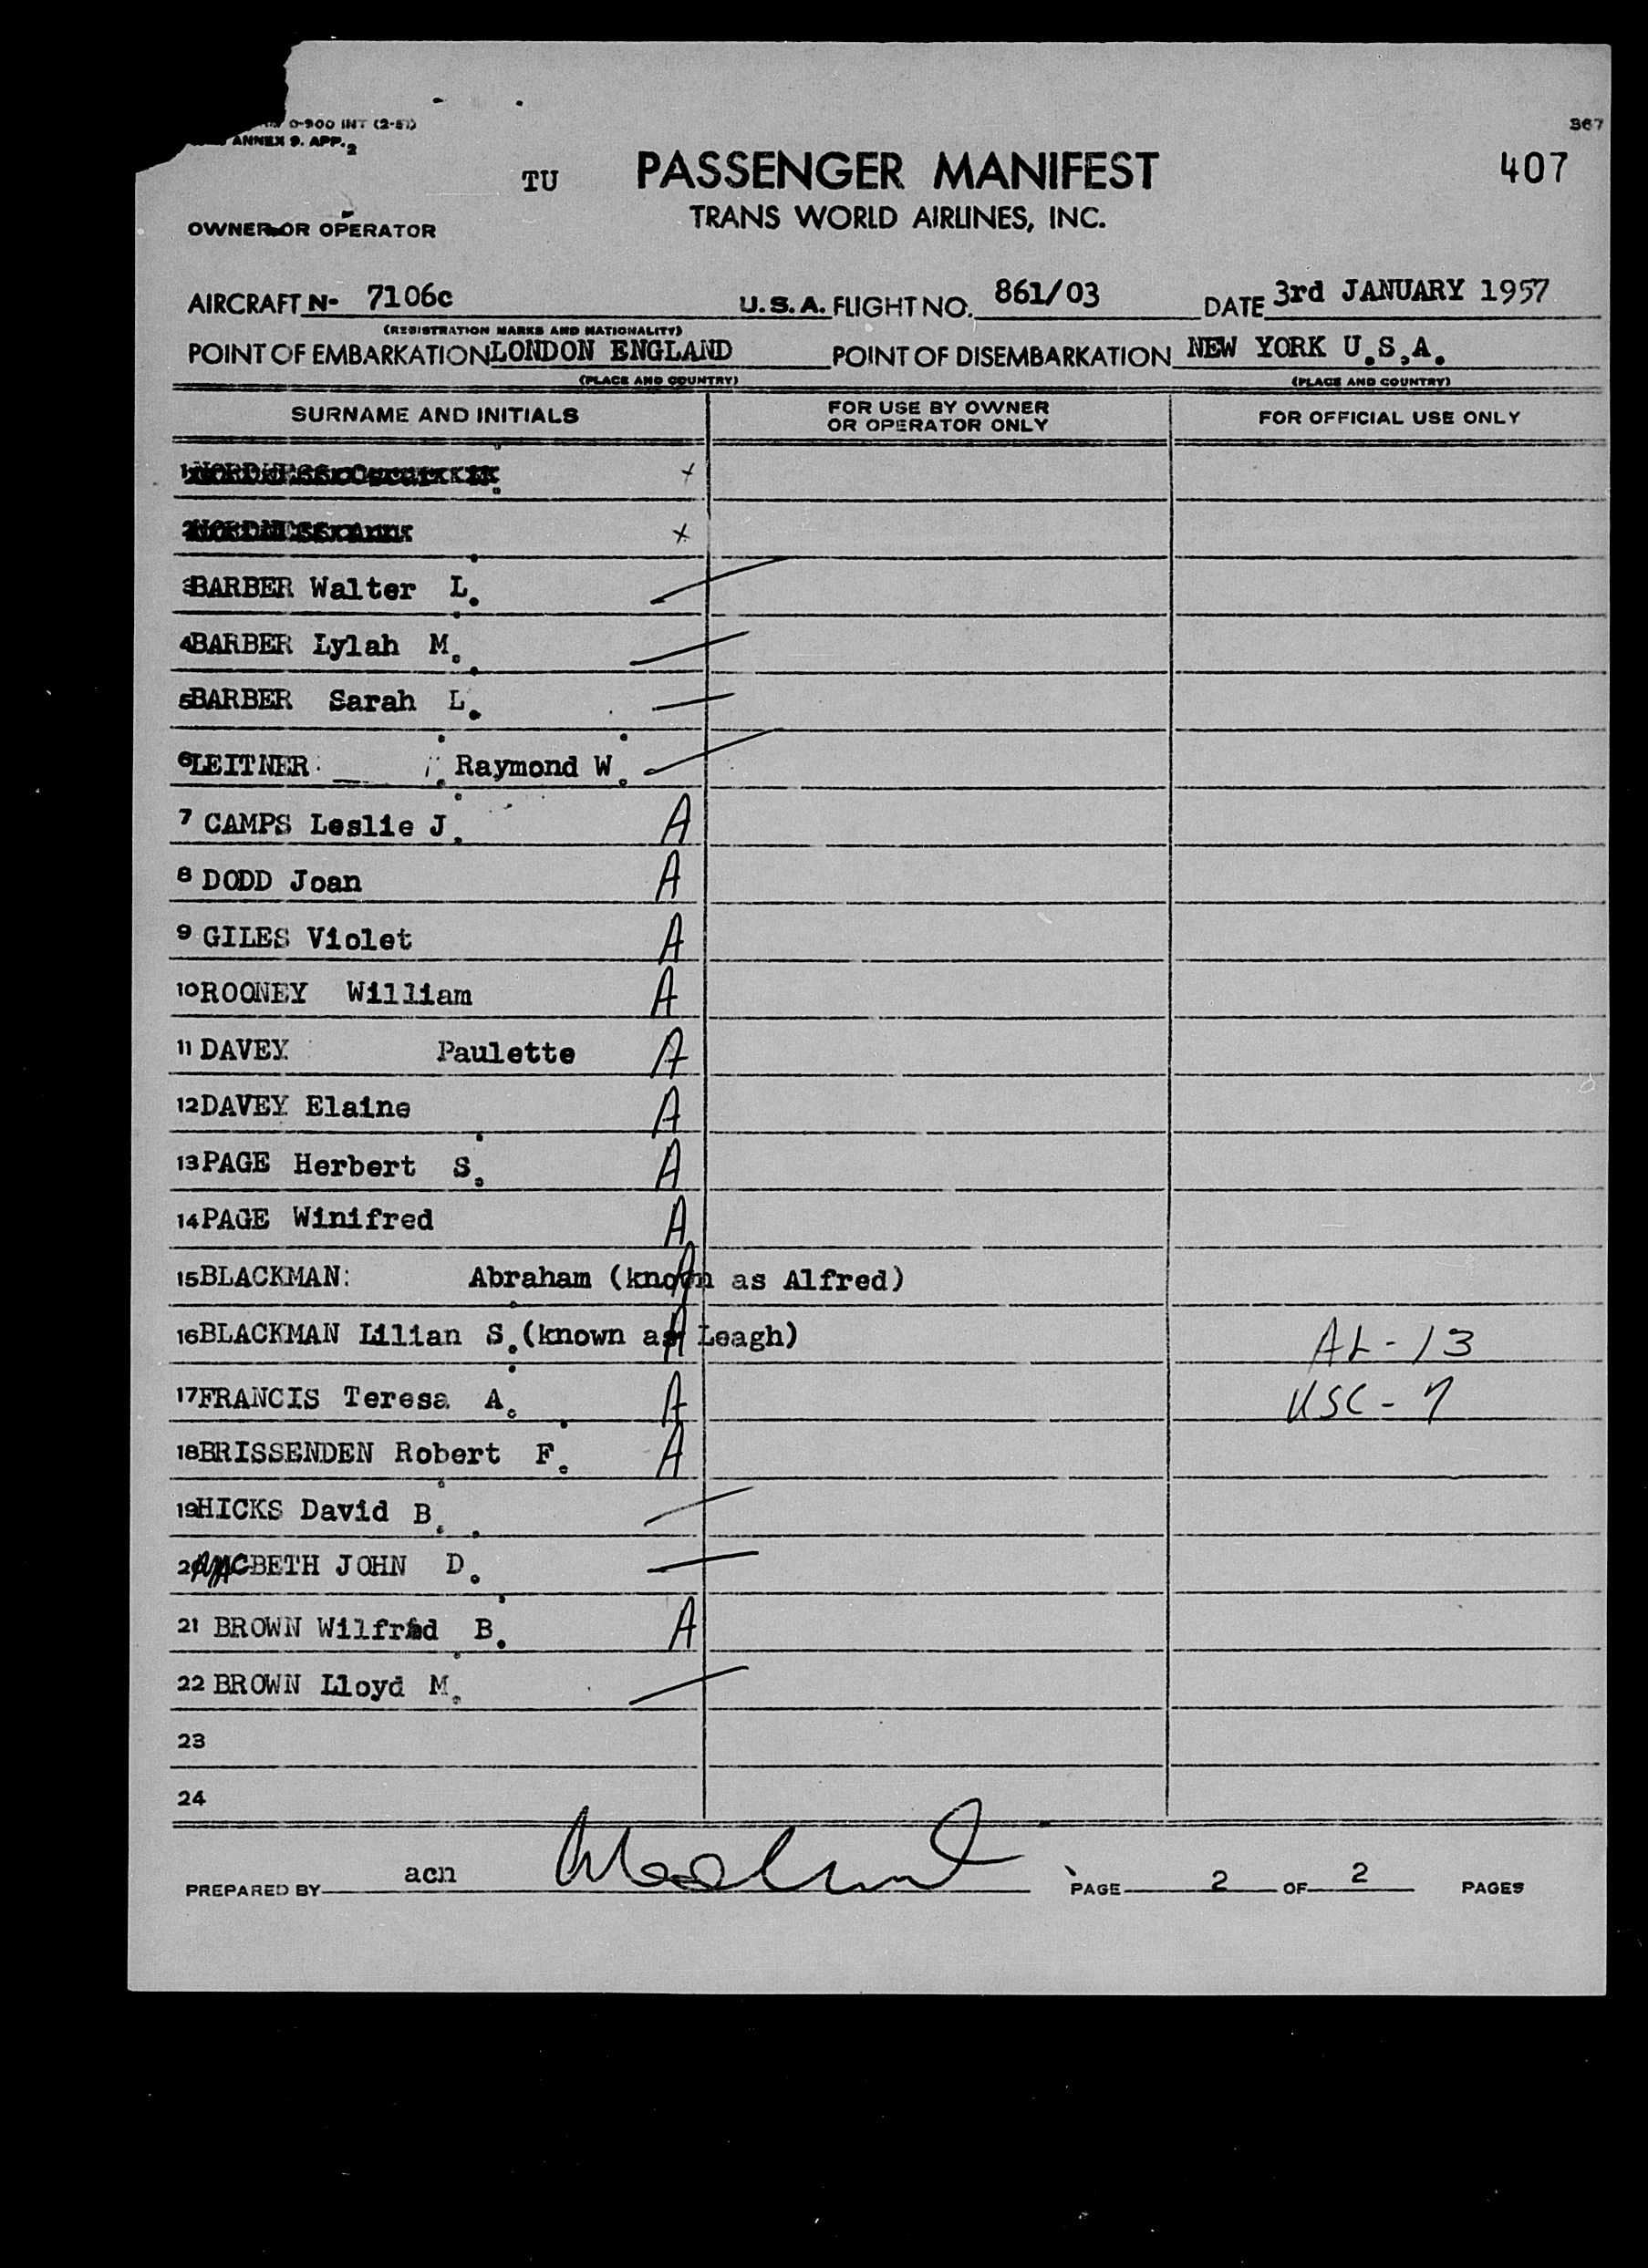 0-900 INT (2-57)
367
ANNEX 9. APP. 2
TU PASSENGER MANIFEST 407
TRANS WORLD AIRLINES, INC.
OWNER OR OPERATOR
AIRCRAFT N- 7106c U.S.A. FLIGHT NO. 861/03 DATE 3rd JANUARY 1957
(REGISTRATION MARKS AND NATIONALITY)
POINT OF EMBARKATION LONDON ENGLAND POINT OF DISEMBARKATION NEW YORK U.S,A.
(PLACE AND COUNTRY) (PLACE AND COUNTRY)
SURNAME AND INITIALS FOR USE BY OWNER OR OPERATOR ONLY FOR OFFICIAL USE ONLY
1 x
2 x
3 BARBER Walter L.
4 BARBER Lylah M.
5 BARBER Sarah L.
6 LEITNER Raymond W.
7 CAMPS Leslie J. A
8 DODD Joan A
9 GILES Violet A
10 ROONEY William A
11 DAVEY Paulette A
12 DAVEY Elaine A
13 PAGE Herbert S. A
14 PAGE Winifred A
15 BLACKMAN: Abraham (known as Alfred) A
16 BLACKMAN Lilian S. (known as Leagh) A AL-13
17 FRANCIS Teresa A. A USC-7
18 BRISSENDEN Robert F. A
19 HICKS David B.
20 MACBETH JOHN D.
21 BROWN Wilfrid B. A
22 BROWN Lloyd M.
23
24
PREPARED BY acn PAGE 2 OF 2 PAGES